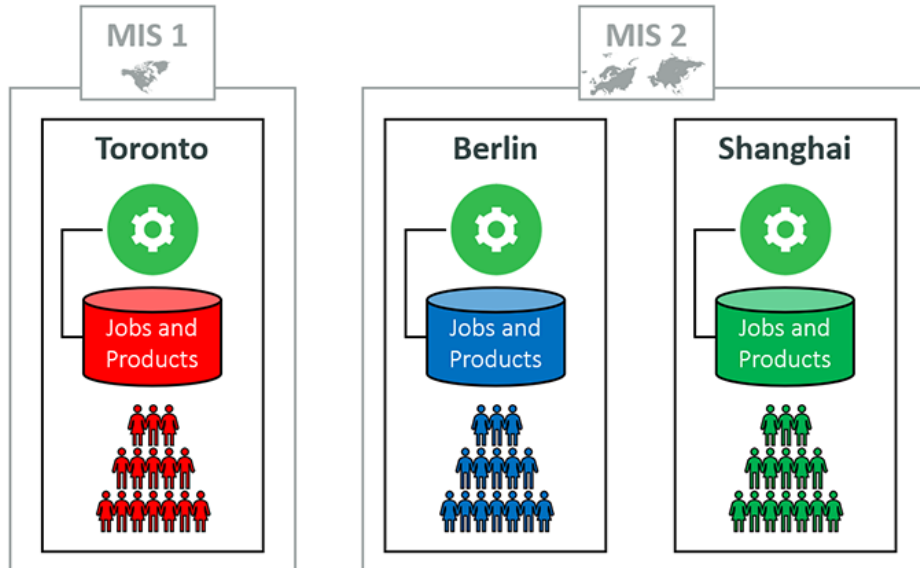 MIS 1
MIS 2
Toronto
Berlin
Shanghai
Jobs and
Products
Jobs and
Products
Jobs and
Products